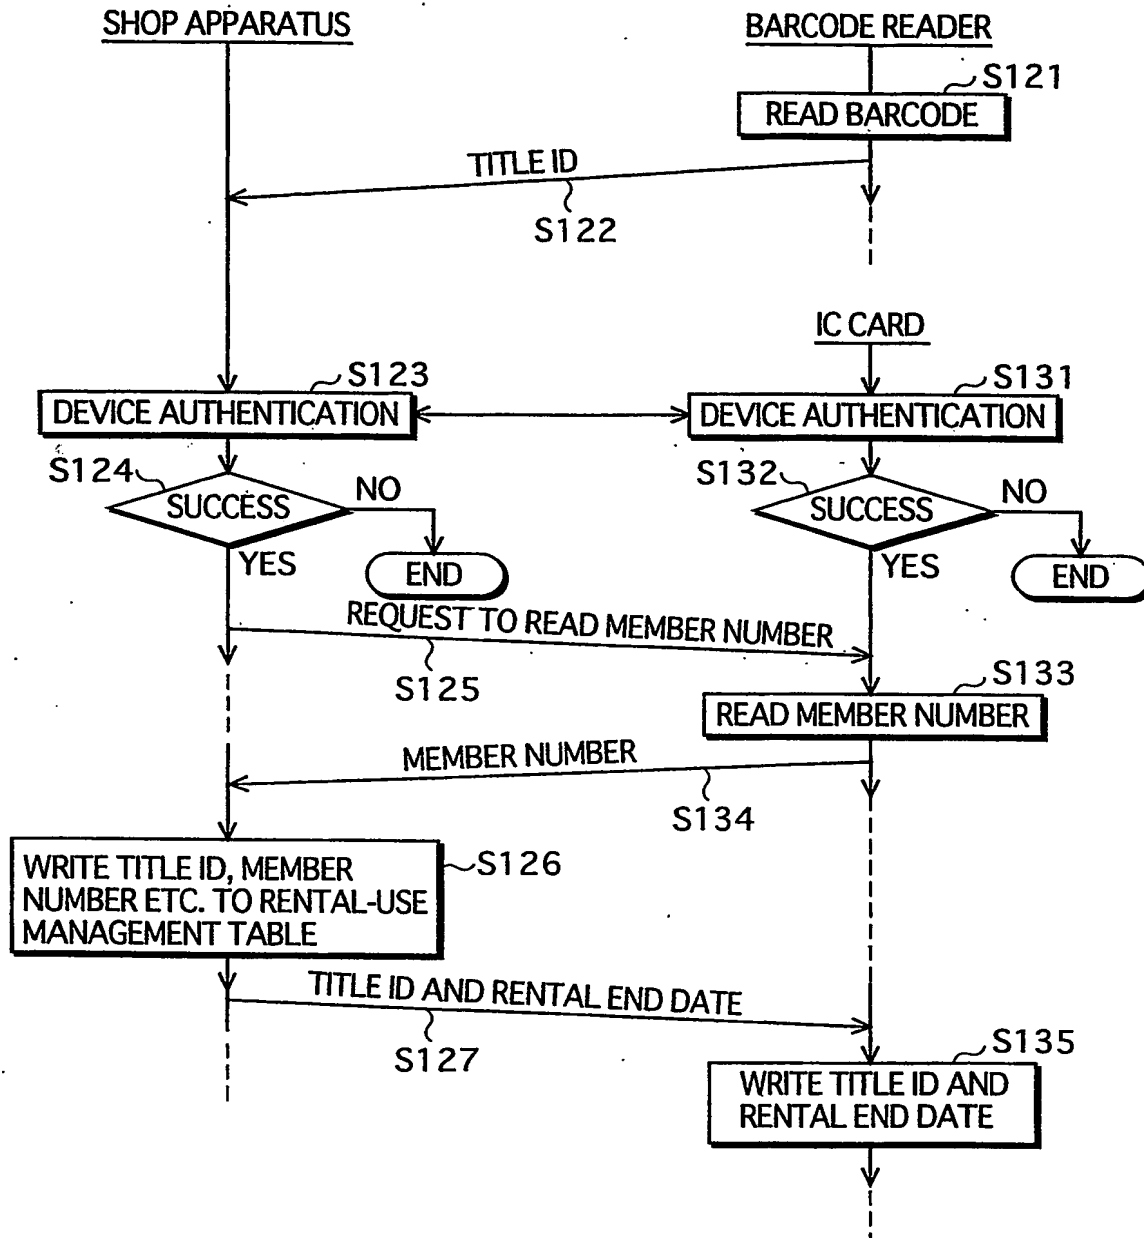 SHOP APPARATUS
BARCODE READER
S121
READ BARCODE
TITLE ID
S122
IC CARD
S123
S131
DEVICE AUTHENTICATION
DEVICE AUTHENTICATION
S124
SUCCESS
NO
YES
END
S132
SUCCESS
NO
YES
END
REQUEST TO READ MEMBER NUMBER
S125
S133
READ MEMBER NUMBER
MEMBER NUMBER
S134
WRITE TITLE ID, MEMBER
NUMBER ETC. TO RENTAL-USE
MANAGEMENT TABLE
S126
TITLE ID AND RENTAL END DATE
S127
S135
WRITE TITLE ID AND
RENTAL END DATE